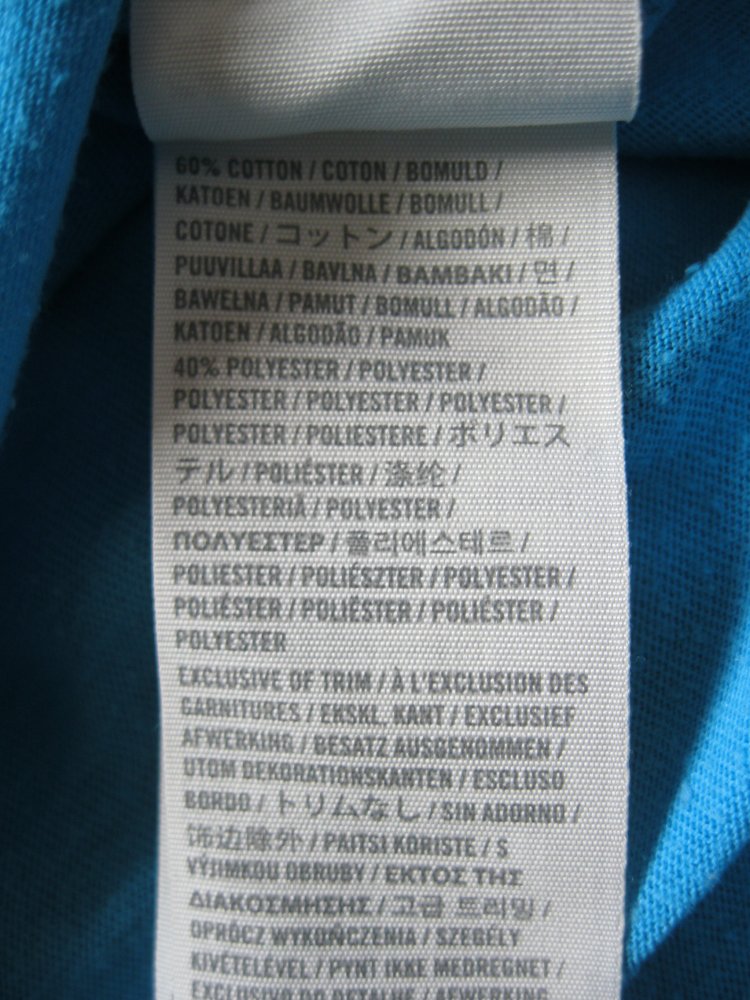 60% COTTON / COTON / BOMULD /
KATOEN / BAUMWOLLE / BOMULL /
COTONE / コットン / ALGODÓN / 棉 /
PUUVILLAA / BAVLNA / BAMBAKI / 면 /
BAWEŁNA / PAMUT / BOMULL / ALGODÃO /
KATOEN / ALGODÃO / PAMUK
40% POLYESTER / POLYESTER /
POLYESTER / POLYESTER / POLYESTER /
POLYESTER / POLIESTERE / ポリエス
テル / POLIÉSTER / 涤纶 /
POLYESTERIÄ / POLYESTER /
ΠΟΛΥΕΣΤΕΡ / 폴리에스테르 /
POLIESTER / POLIÉSZTER / POLYESTER /
POLIÉSTER / POLIËSTER / POLIÉSTER /
POLYESTER
EXCLUSIVE OF TRIM / À L'EXCLUSION DES
GARNITURES / EKSKL. KANT / EXCLUSIEF
AFWERKING / BESATZ AUSGENOMMEN /
UTOM DEKORATIONSKANTEN / ESCLUSO
BORDO / トリムなし / SIN ADORNO /
饰边除外 / PAITSI KORISTE / S
VÝJIMKOU OBRUBY / ΕΚΤΟΣ ΤΗΣ
ΔΙΑΚΟΣΜΗΣΗΣ / 고급 트리밍 /
OPRÓCZ WYKOŃCZENIA / SZEGÉLY
KIVÉTELÉVEL / PYNT IKKE MEDREGNET /
EXCLUSIVO DO DETALHE / AFWERKING